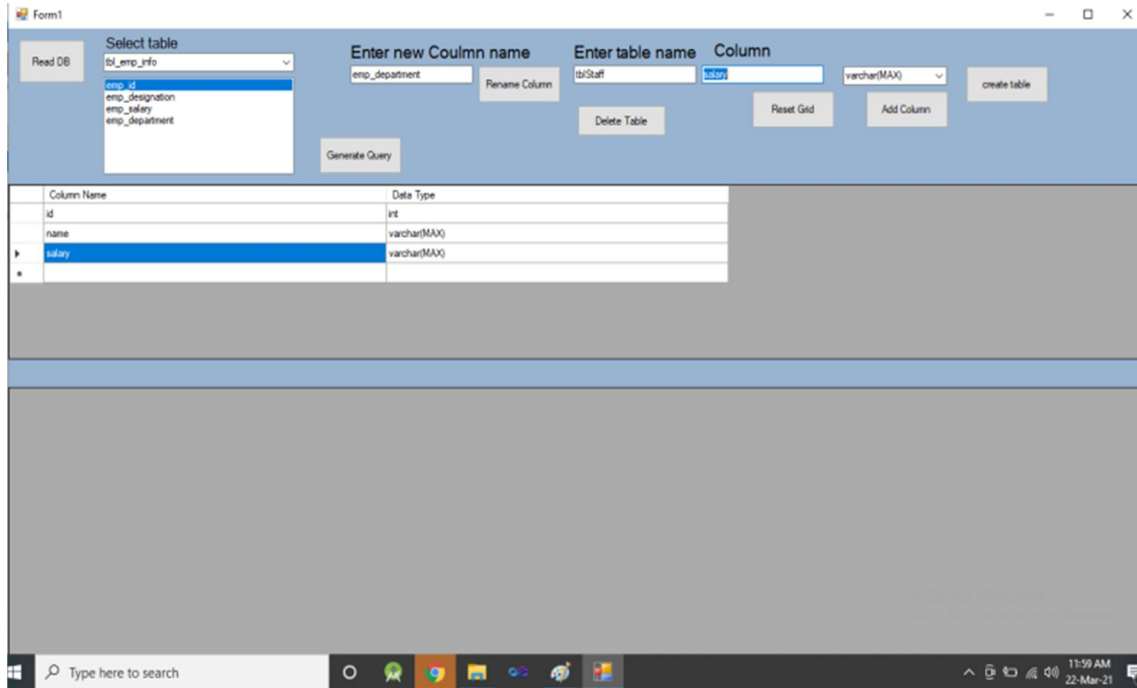 Form1
Read DB
Select table
tbl_emp_info
emp_id
emp_designation
emp_salary
emp_department
Enter new Coulmn name
emp_department
Rename Column
Generate Query
Enter table name
tblStaff
Delete Table
Column
salary
varchar(MAX)
Reset Grid
Add Column
create table
Column Name Data Type
id int
name varchar(MAX)
salary varchar(MAX)
Type here to search
11:59 AM
22-Mar-21